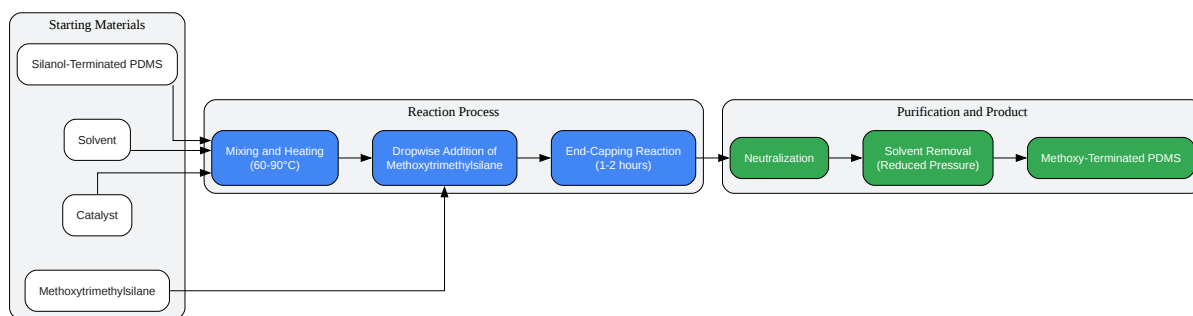 Starting Materials
Silanol-Terminated PDMS
Solvent
Catalyst
Methoxytrimethylsilane
Reaction Process
Mixing and Heating
(60-90°C)
Dropwise Addition of
Methoxytrimethylsilane
End-Capping Reaction
(1-2 hours)
Purification and Product
Neutralization
Solvent Removal
(Reduced Pressure)
Methoxy-Terminated PDMS